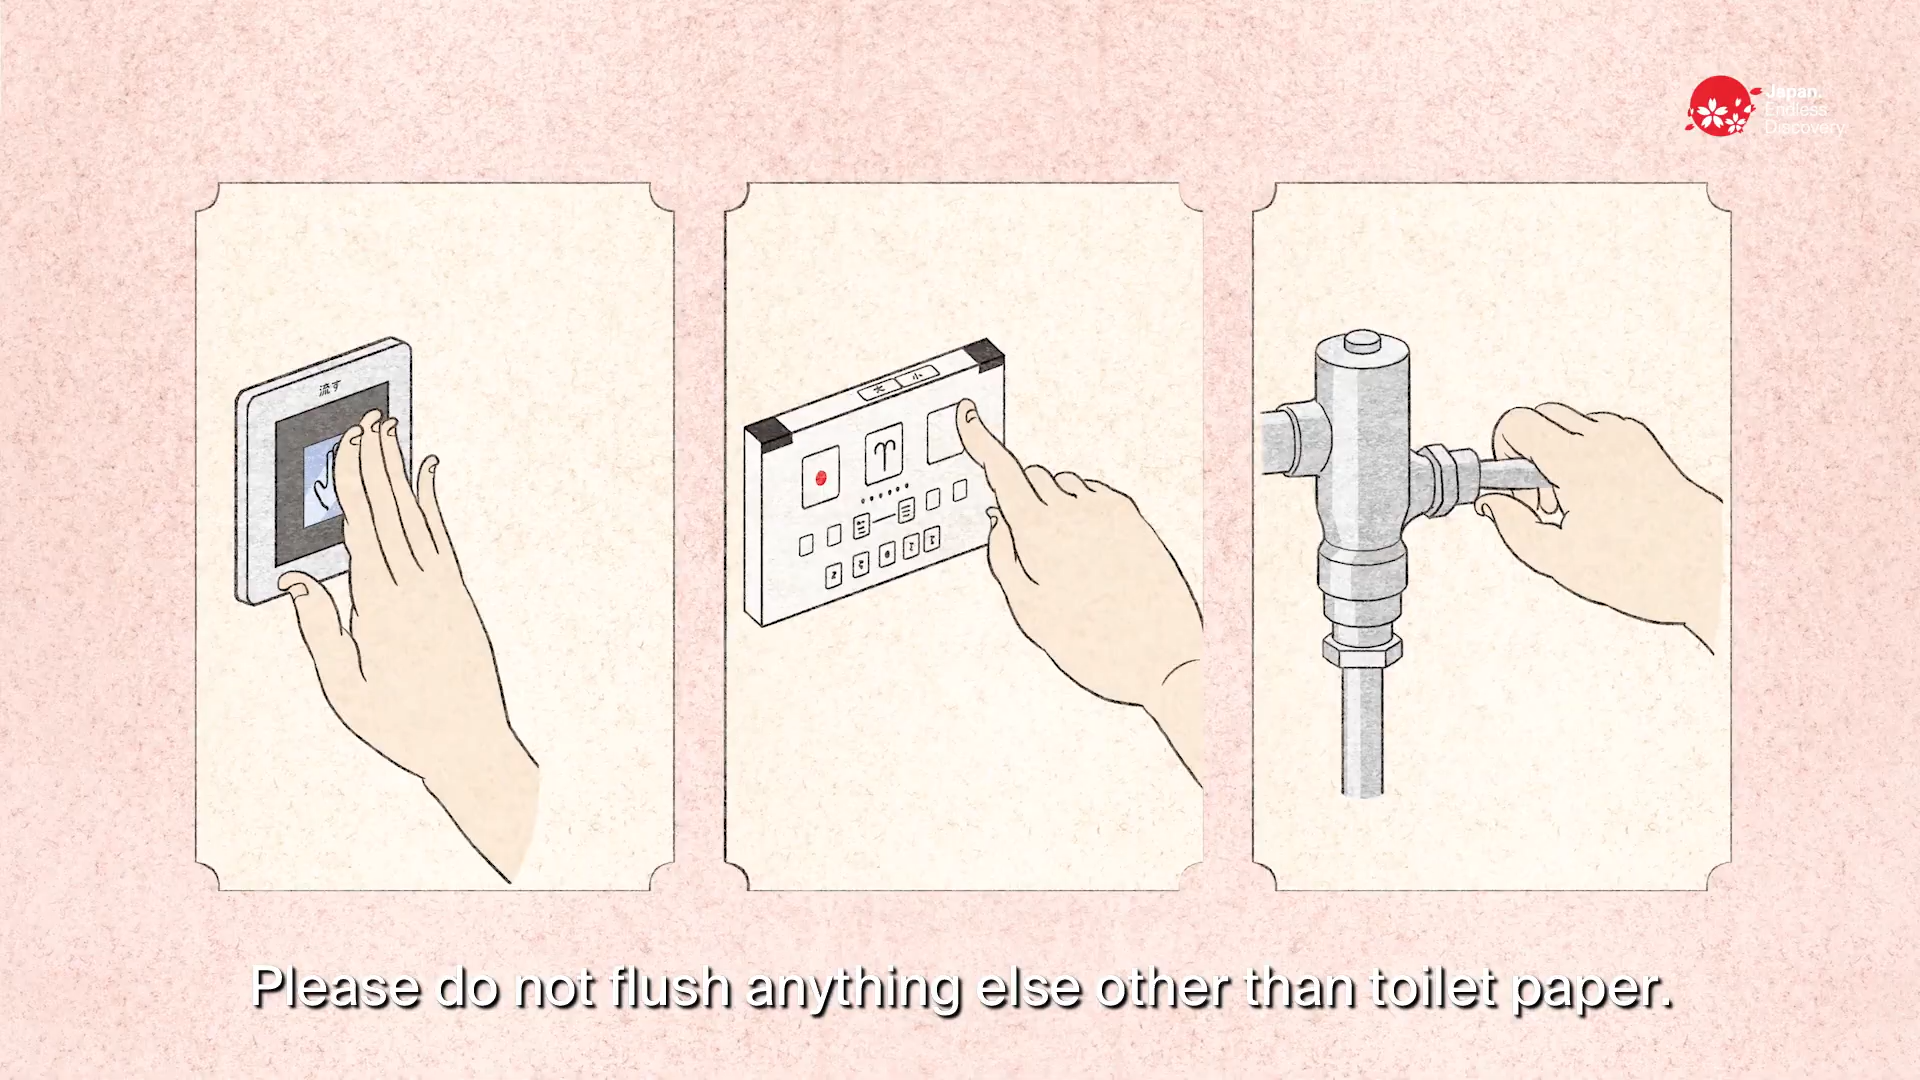 Japan.
Endless
Discovery.
流す
大 小
Please do not flush anything else other than toilet paper.